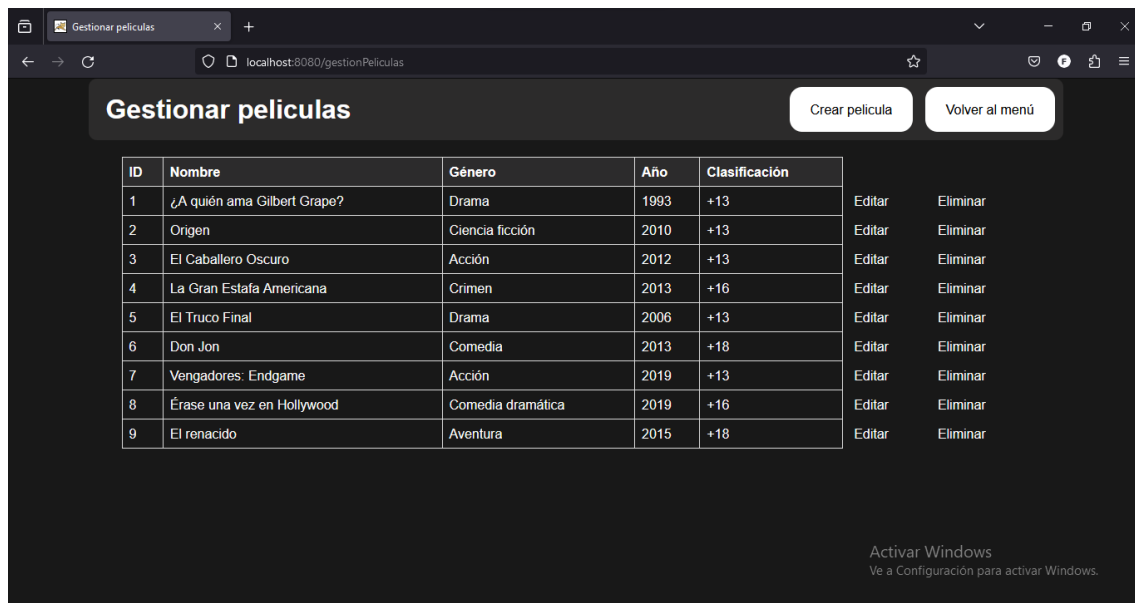 Gestionar peliculas
localhost:8080/gestionPeliculas
F
Gestionar peliculas Crear pelicula Volver al menú
ID Nombre Género Año Clasificación
1 ¿A quién ama Gilbert Grape? Drama 1993 +13 Editar Eliminar
2 Origen Ciencia ficción 2010 +13 Editar Eliminar
3 El Caballero Oscuro Acción 2012 +13 Editar Eliminar
4 La Gran Estafa Americana Crimen 2013 +16 Editar Eliminar
5 El Truco Final Drama 2006 +13 Editar Eliminar
6 Don Jon Comedia 2013 +18 Editar Eliminar
7 Vengadores: Endgame Acción 2019 +13 Editar Eliminar
8 Érase una vez en Hollywood Comedia dramática 2019 +16 Editar Eliminar
9 El renacido Aventura 2015 +18 Editar Eliminar
Activar Windows
Ve a Configuración para activar Windows.